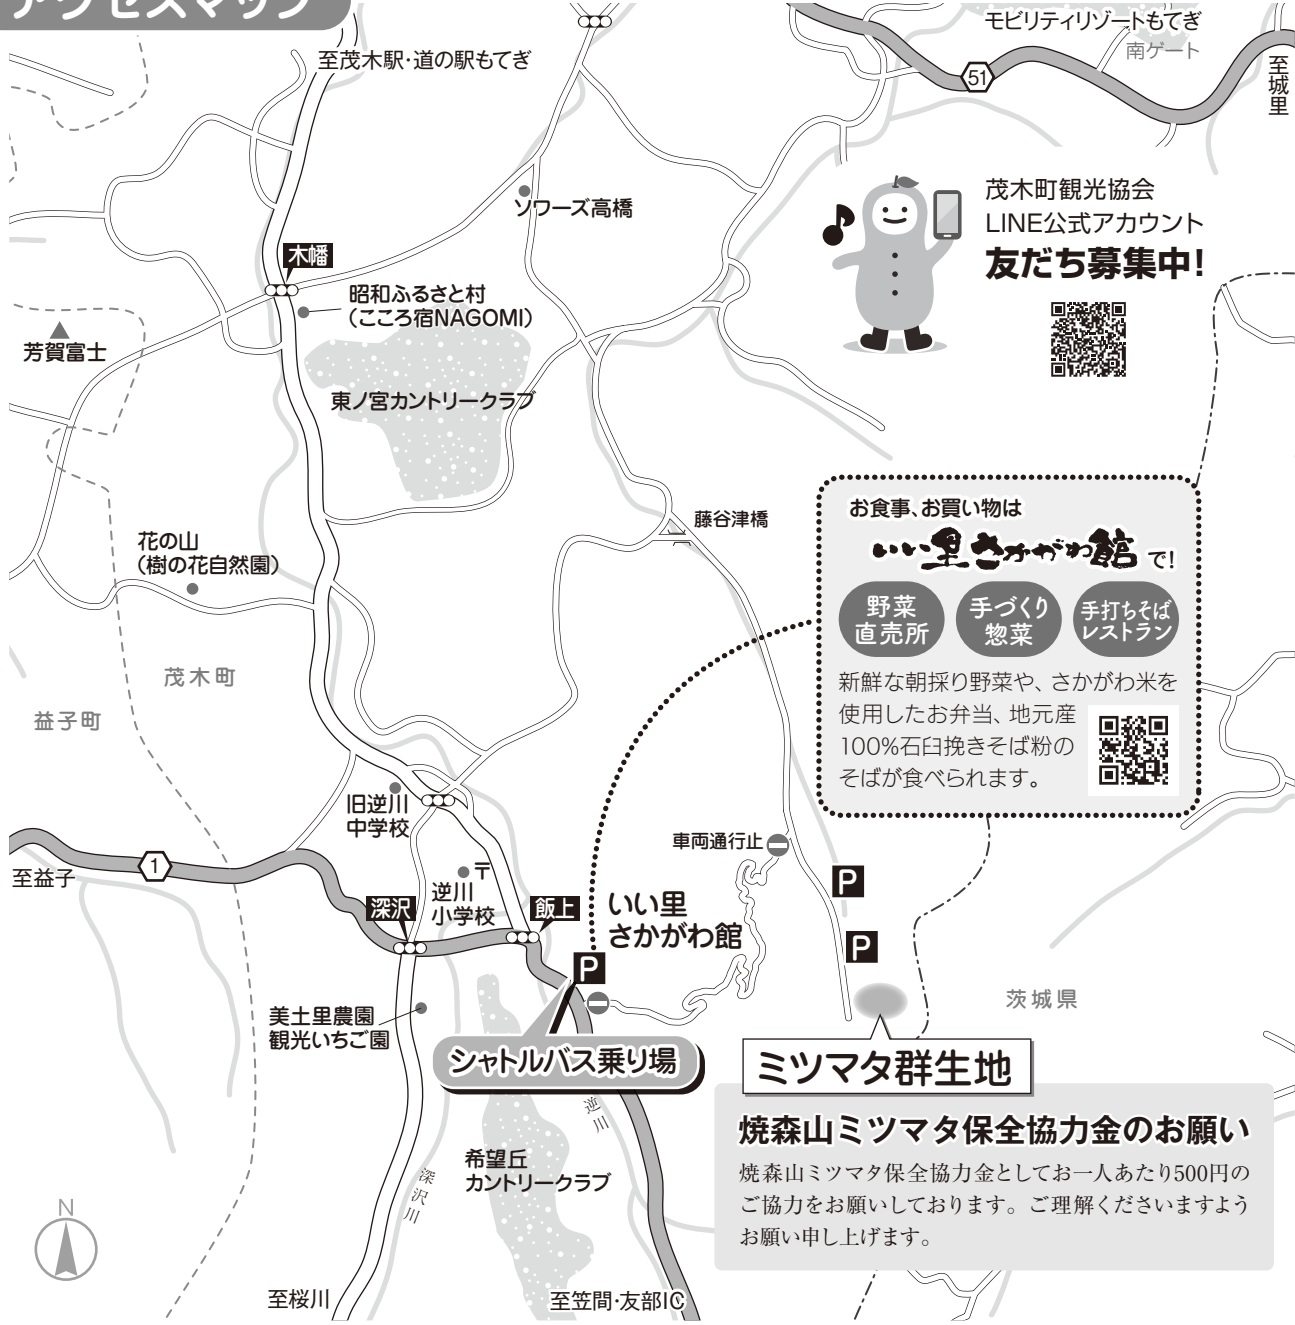 アクセスマップ
至茂木駅・道の駅もてぎ
モビリティリゾートもてぎ
南ゲート
51
至城里
ソワーズ高橋
茂木町観光協会
LINE公式アカウント
友だち募集中!
木幡
昭和ふるさと村
(こころ宿NAGOMI)
芳賀富士
東ノ宮カントリークラブ
藤谷津橋
花の山
(樹の花自然園)
茂木町
益子町
お食事、お買い物は
いい里さかがわ館で!
野菜
直売所
手づくり
惣菜
手打ちそば
レストラン
新鮮な朝採り野菜や、さかがわ米を
使用したお弁当、地元産
100%石臼挽きそば粉の
そばが食べられます。
旧逆川
中学校
車両通行止
1
至益子
〒
逆川
小学校
深沢
飯上
いい里
さかがわ館
P
P
P
美土里農園
観光いちご園
茨城県
シャトルバス乗り場
ミツマタ群生地
逆川
焼森山ミツマタ保全協力金のお願い
焼森山ミツマタ保全協力金としてお一人あたり500円の
ご協力をお願いしております。ご理解くださいますよう
お願い申し上げます。
希望丘
カントリークラブ
深沢川
N
至桜川
至笠間・友部IC